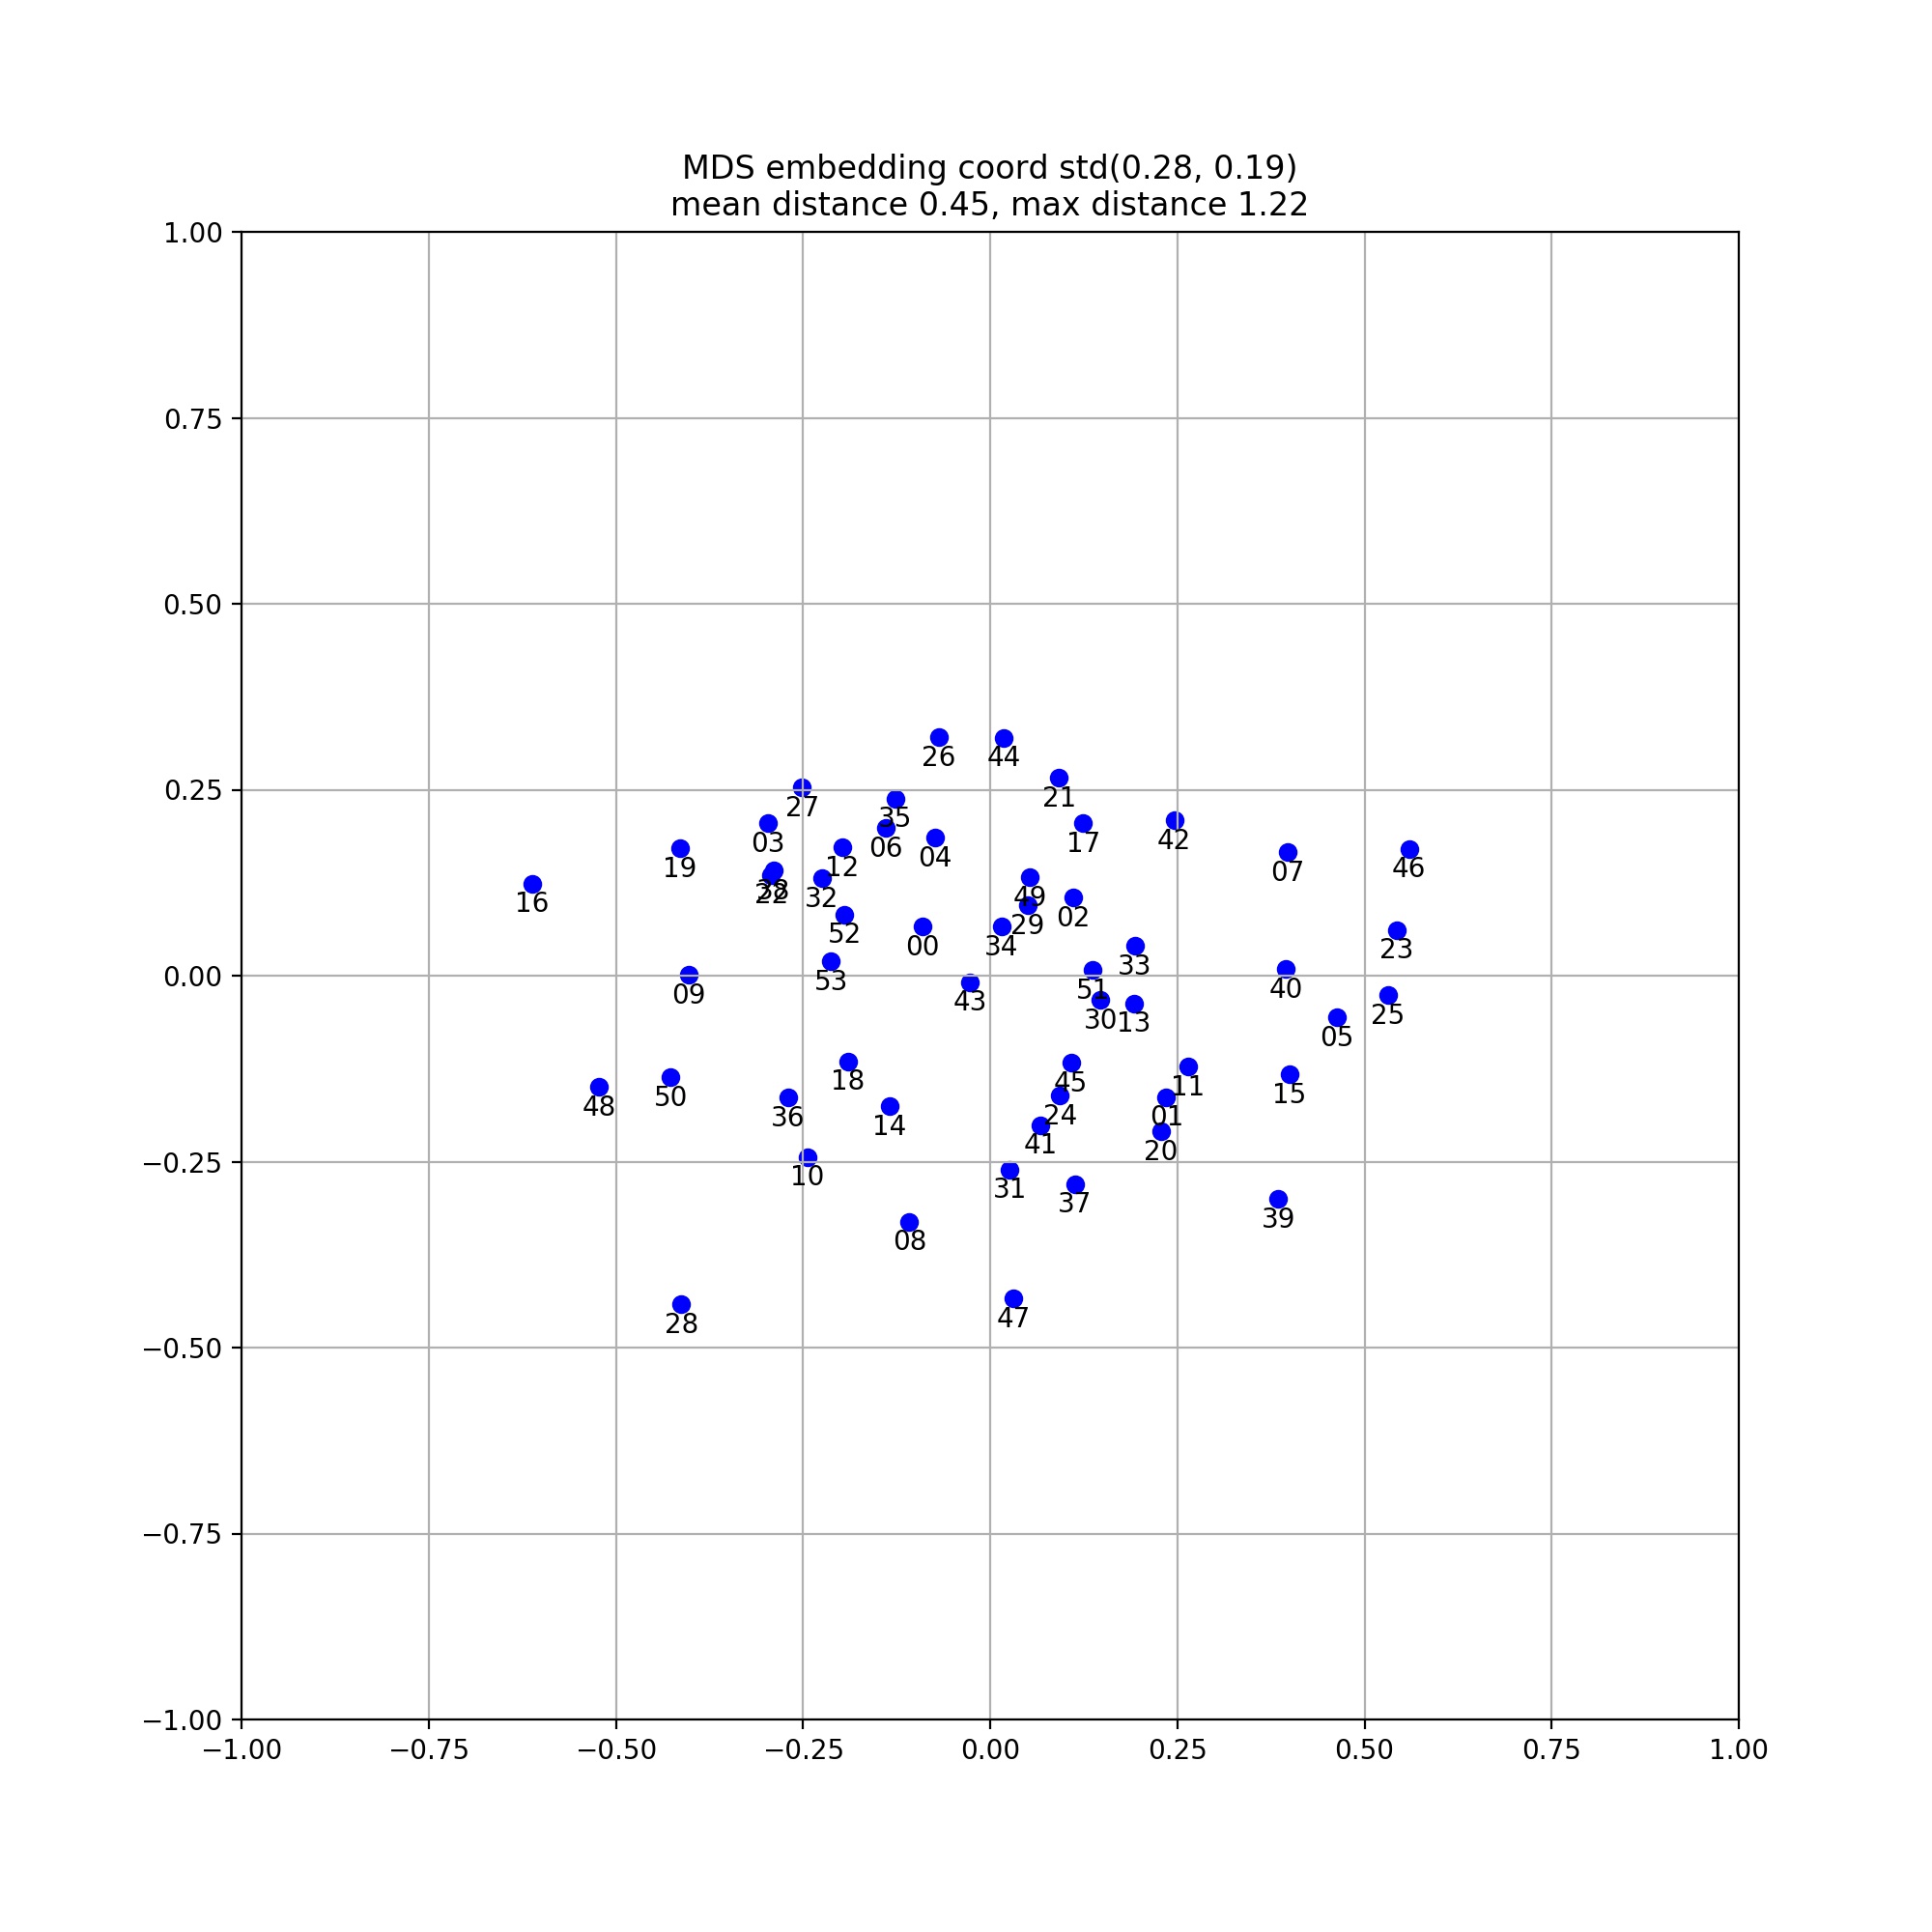 MDS embedding coord std(0.28, 0.19)
mean distance 0.45, max distance 1.22
1.00
0.75
0.50
26 44
0.25
27 35 21
03 12 06 04 17 42
19 07 46
16 22 38 32 49 02
52 00 34 29 23
0.00
09 53 43 51 33 40
30 13 05 25
18 45 11 15
48 50 36 14 24 01
41 20
−0.25
10 31 37 39
08
28 47
−0.50
−0.75
−1.00
−1.00 −0.75 −0.50 −0.25 0.00 0.25 0.50 0.75 1.00